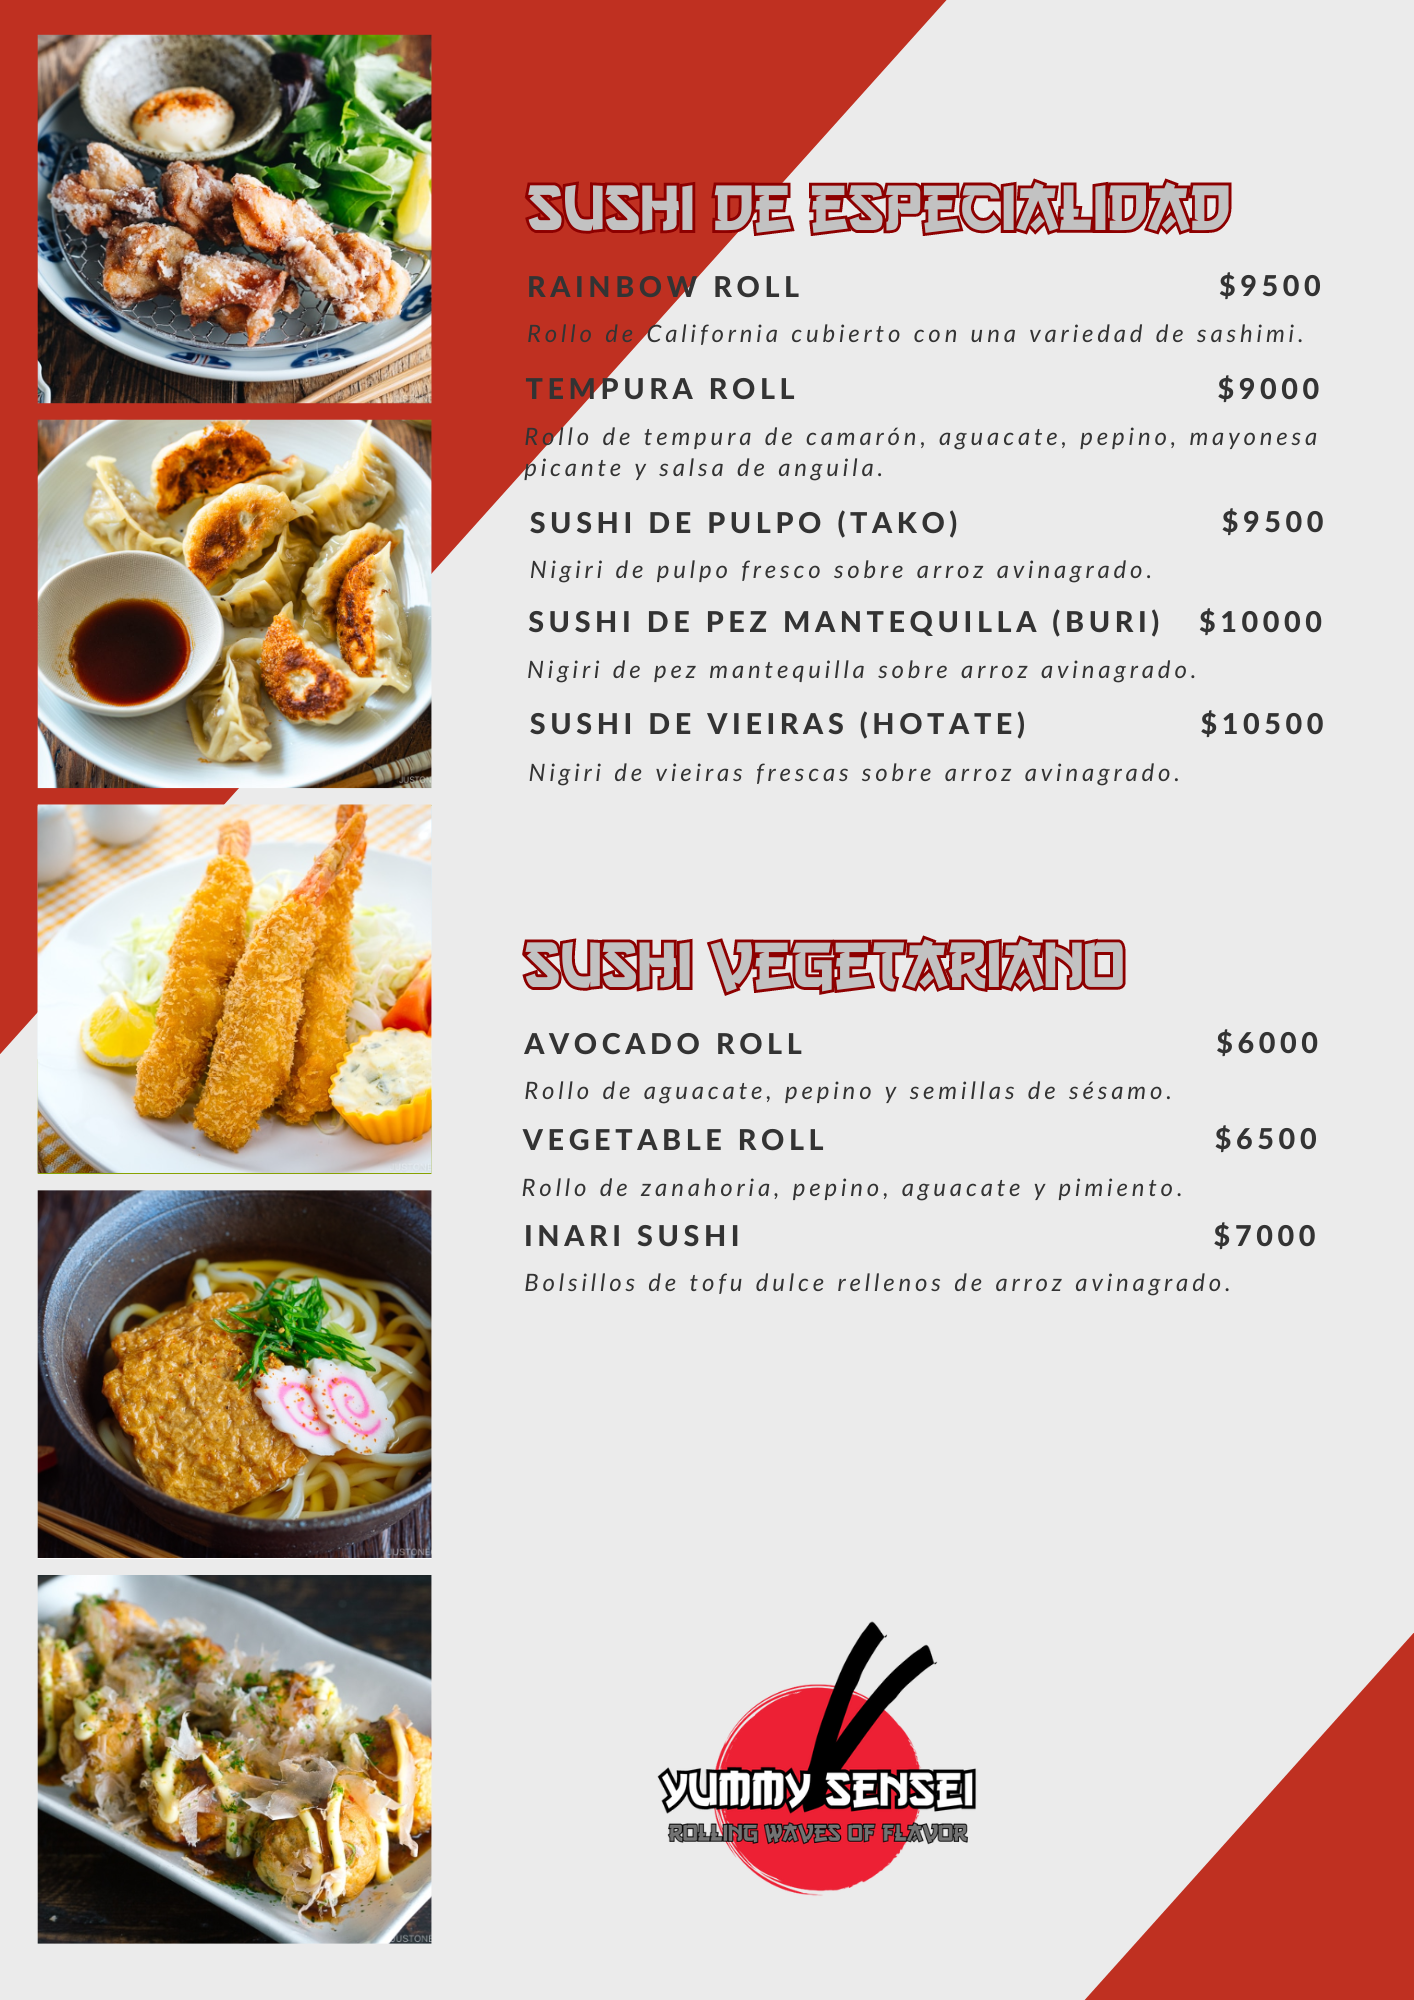 SUSHI DE ESPECIALIDAD
RAINBOW ROLL $9500
Rollo de California cubierto con una variedad de sashimi.
TEMPURA ROLL $9000
Rollo de tempura de camarón, aguacate, pepino, mayonesa
picante y salsa de anguila.
SUSHI DE PULPO (TAKO) $9500
Nigiri de pulpo fresco sobre arroz avinagrado.
SUSHI DE PEZ MANTEQUILLA (BURI) $10000
Nigiri de pez mantequilla sobre arroz avinagrado.
SUSHI DE VIEIRAS (HOTATE) $10500
Nigiri de vieiras frescas sobre arroz avinagrado.
SUSHI VEGETARIANO
AVOCADO ROLL $6000
Rollo de aguacate, pepino y semillas de sésamo.
VEGETABLE ROLL $6500
Rollo de zanahoria, pepino, aguacate y pimiento.
INARI SUSHI $7000
Bolsillos de tofu dulce rellenos de arroz avinagrado.
YUMMY SENSEI
ROLLING WAVES OF FLAVOR